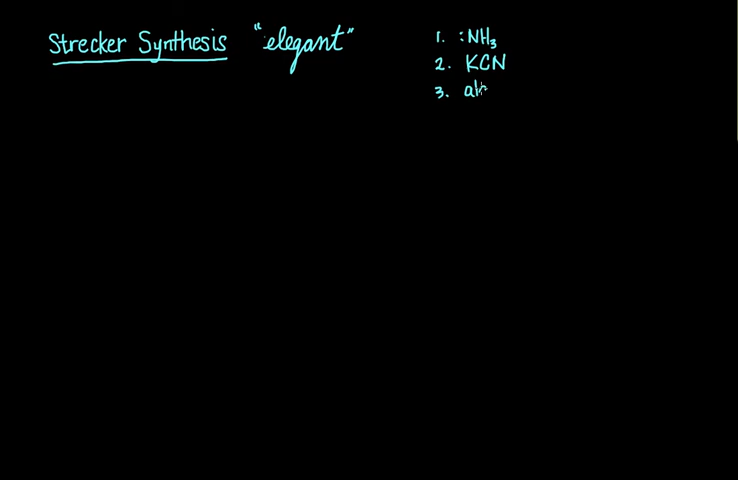 Strecker Synthesis "elegant"
1. :NH₃
2. KCN
3.